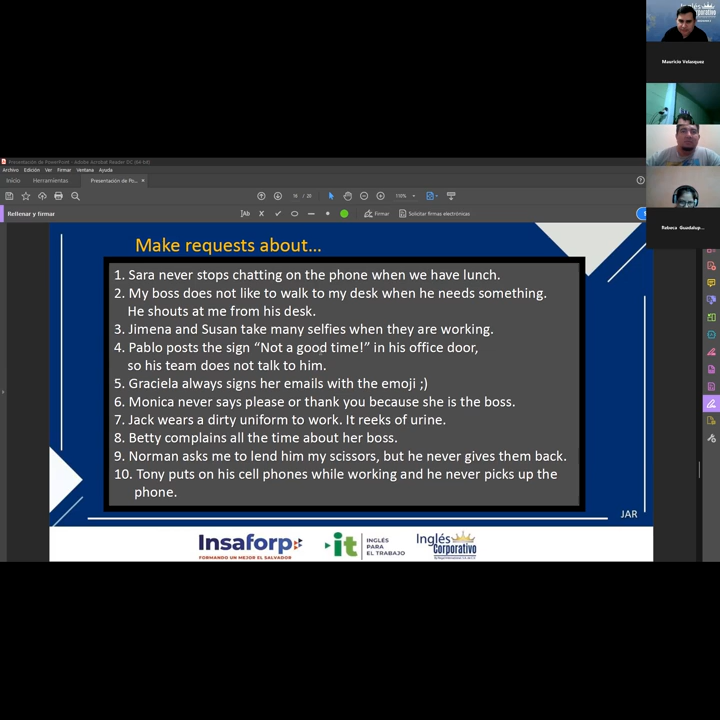 Inglés
Corporativo
Mauricio Velasquez
Rebeca Guadalup...
Presentación de PowerPoint - Adobe Acrobat Reader DC (64-bit)
Archivo Edición Ver Firmar Ventana Ayuda
Inicio Herramientas Presentación de Po... ×
16 / 25 110%
Rellenar y firmar Firmar Solicitar firmas electrónicas
Make requests about...
1. Sara never stops chatting on the phone when we have lunch.
2. My boss does not like to walk to my desk when he needs something.
He shouts at me from his desk.
3. Jimena and Susan take many selfies when they are working.
4. Pablo posts the sign “Not a good time!” in his office door,
so his team does not talk to him.
5. Graciela always signs her emails with the emoji ;)
6. Monica never says please or thank you because she is the boss.
7. Jack wears a dirty uniform to work. It reeks of urine.
8. Betty complains all the time about her boss.
9. Norman asks me to lend him my scissors, but he never gives them back.
10. Tony puts on his cell phones while working and he never picks up the
phone.
JAR
Insaforp
FORMANDO UN MEJOR EL SALVADOR
it INGLÉS
PARA
EL TRABAJO
Inglés
Corporativo